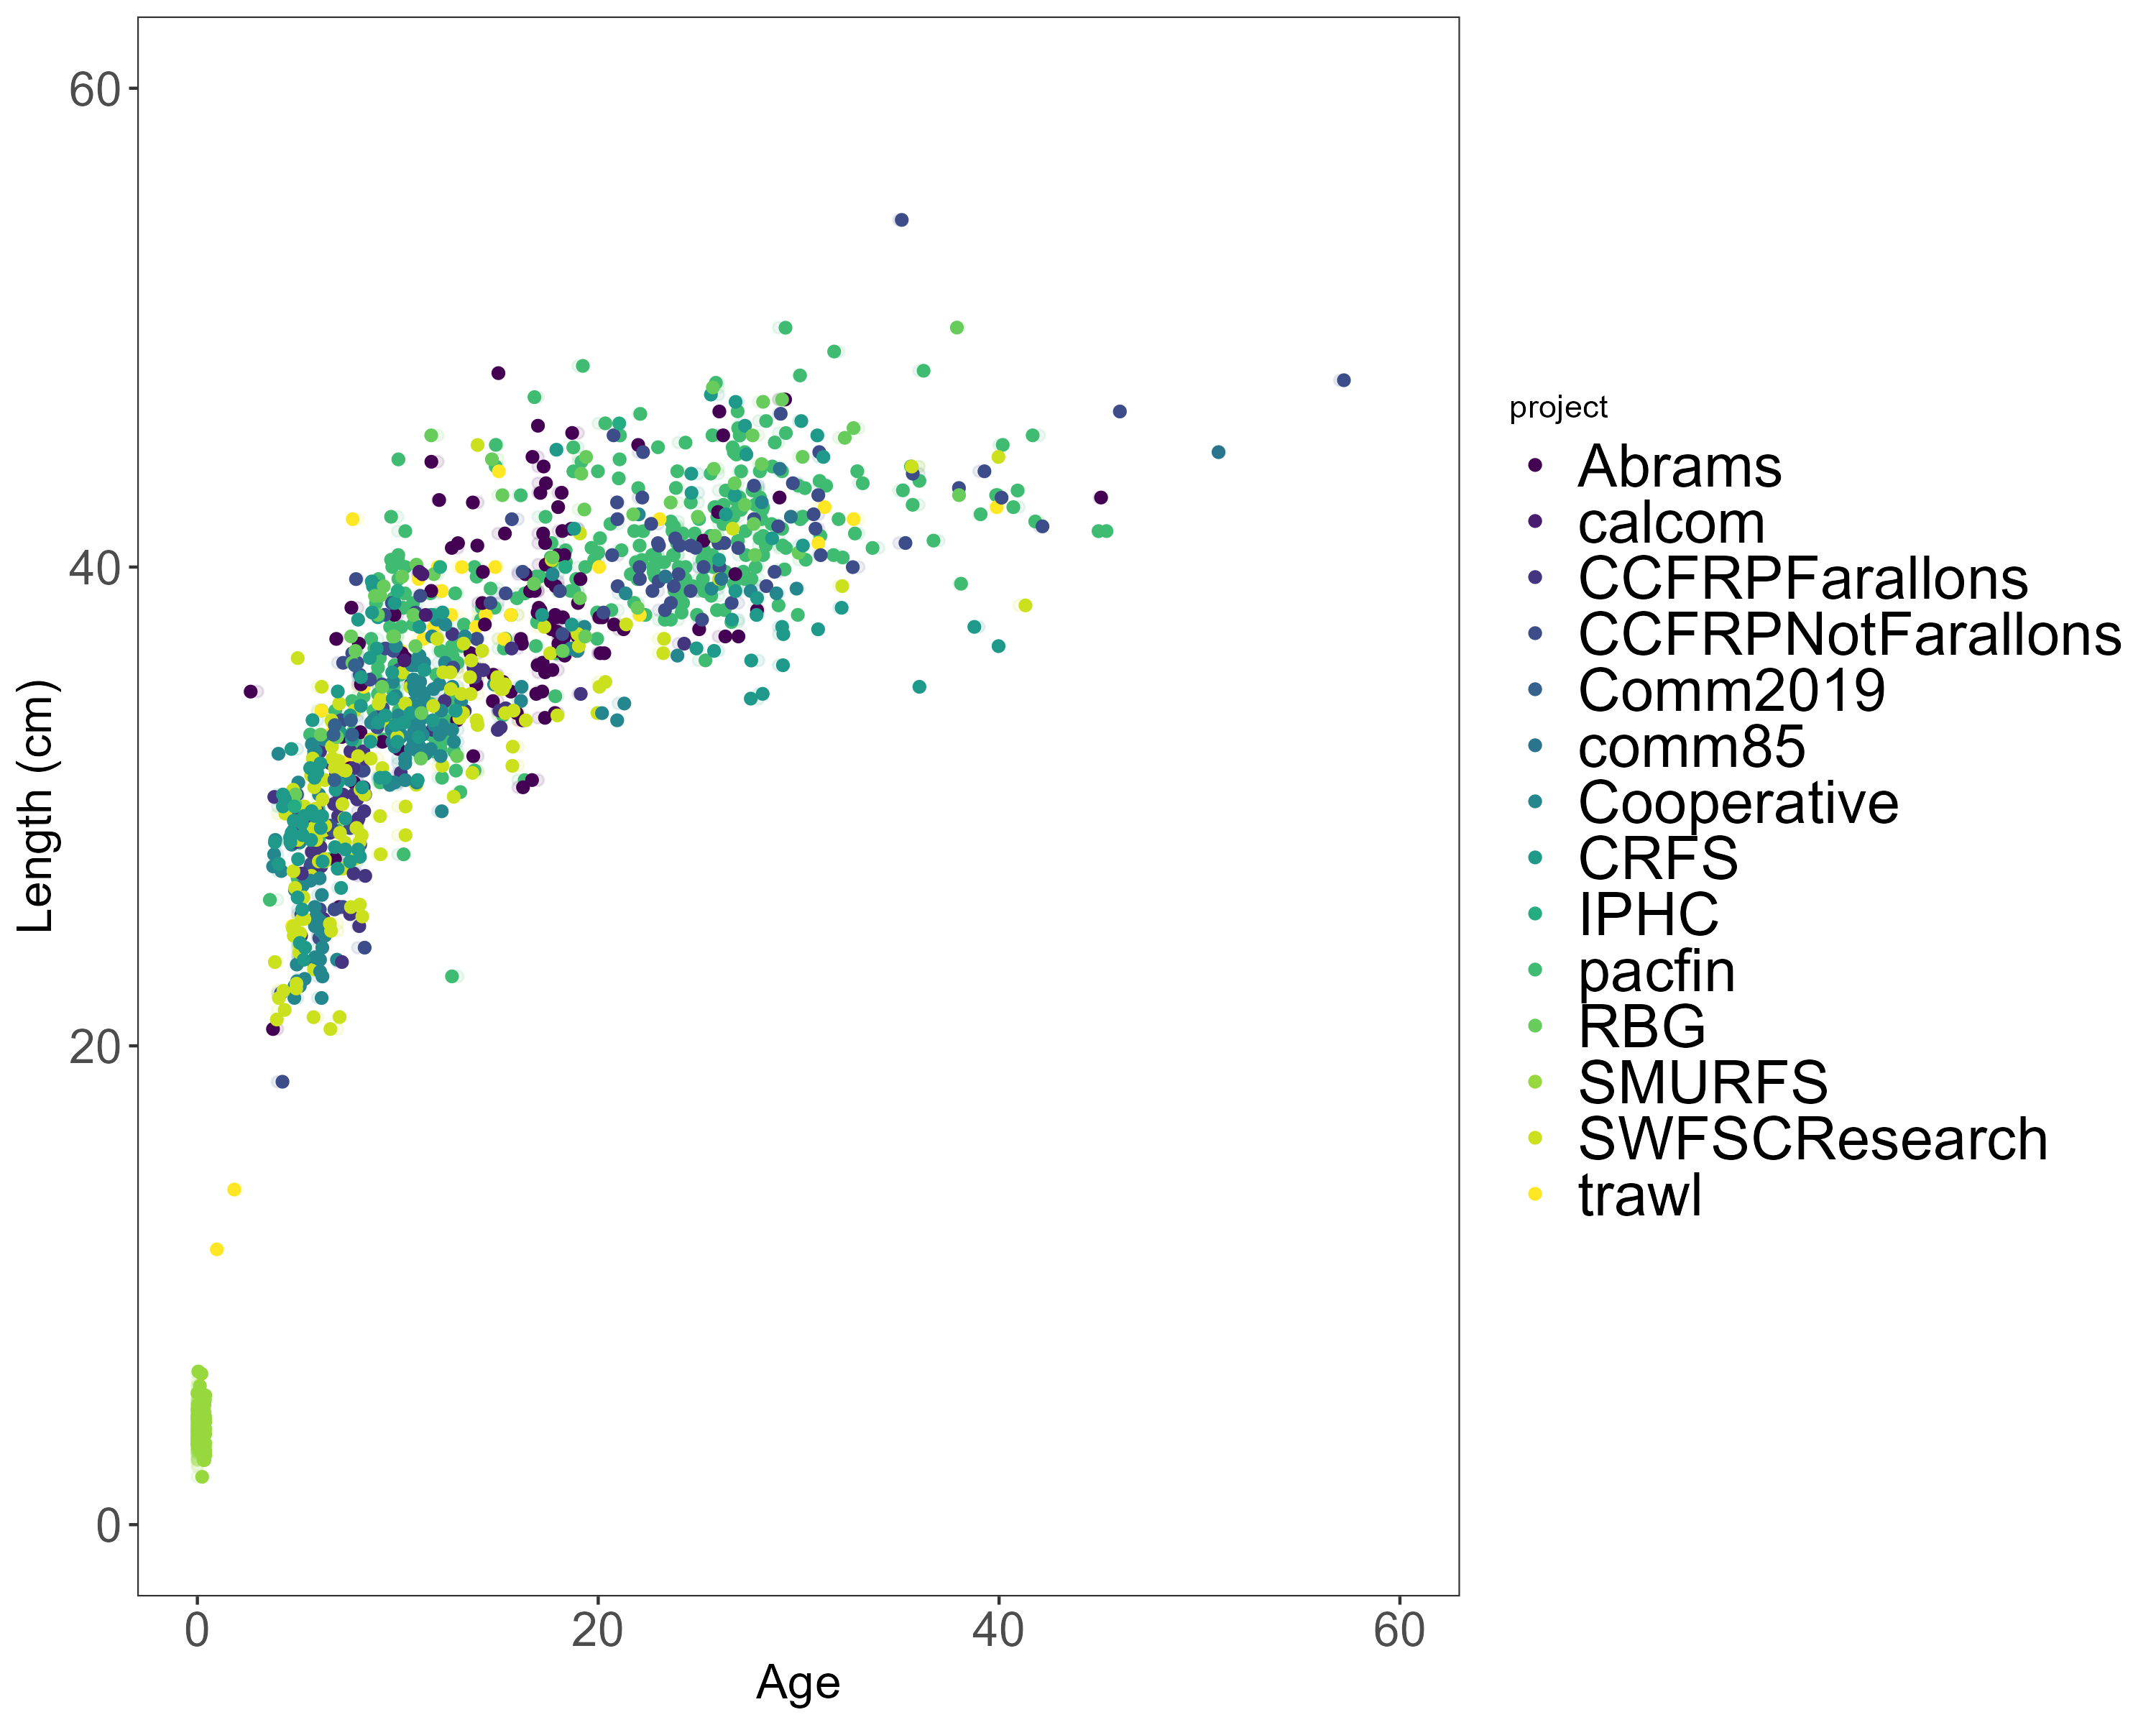 60
40
20
0
Length (cm)
0
20
40
60
Age
project
Abrams
calcom
CCFRPFarallons
CCFRPNotFarallons
Comm2019
comm85
Cooperative
CRFS
IPHC
pacfin
RBG
SMURFS
SWFSCResearch
trawl